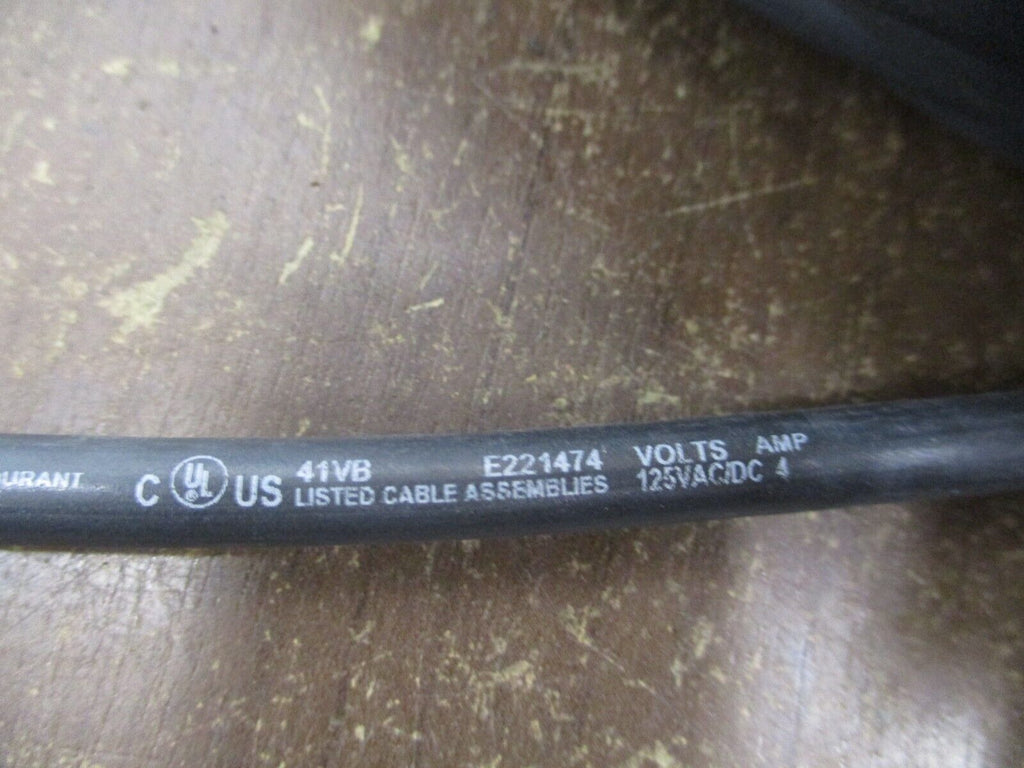 URANT
C UL US 41VB E221474 VOLTS AMP
LISTED CABLE ASSEMBLIES 125VAC/DC 4